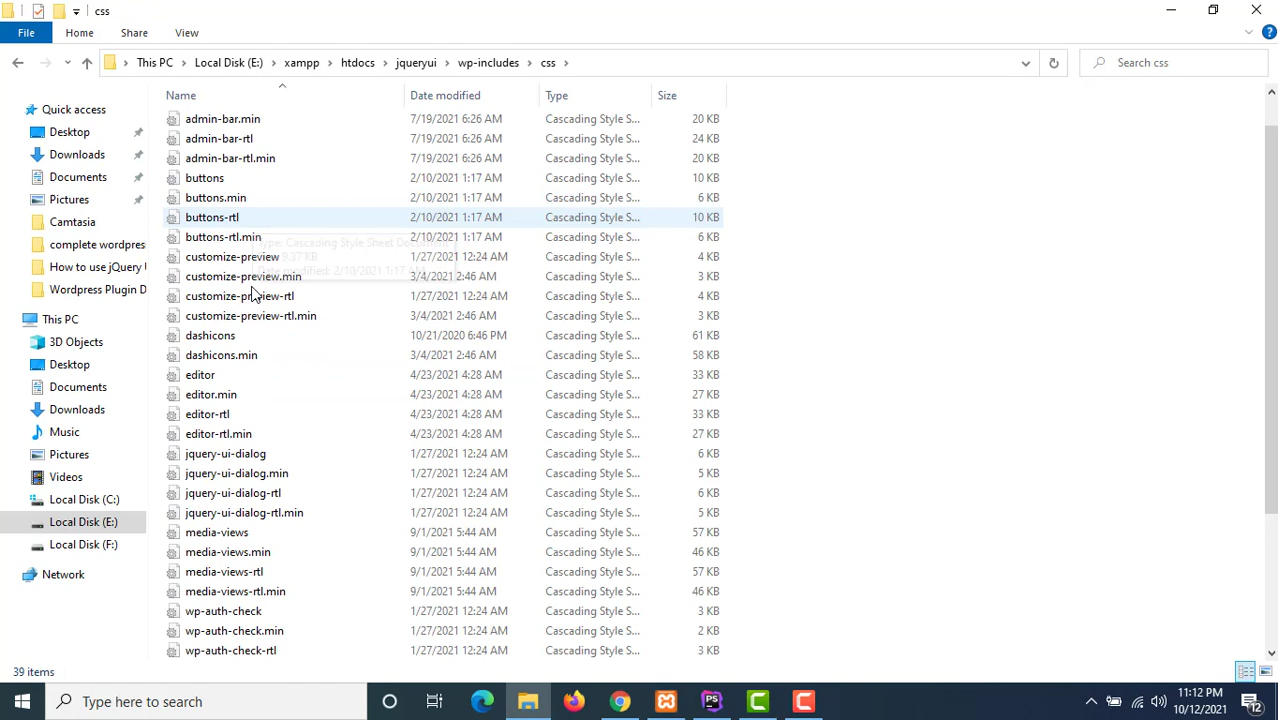 css
File Home Share View
This PC Local Disk (E:) xampp htdocs jqueryui wp-includes css Search css
Name Date modified Type Size
Quick access
Desktop
Downloads
Documents
Pictures
Camtasia
complete wordpres
How to use jQuery U
Wordpress Plugin D
This PC
3D Objects
Desktop
Documents
Downloads
Music
Pictures
Videos
Local Disk (C:)
Local Disk (E:)
Local Disk (F:)
Network
admin-bar.min 7/19/2021 6:26 AM Cascading Style S... 20 KB
admin-bar-rtl 7/19/2021 6:26 AM Cascading Style S... 24 KB
admin-bar-rtl.min 7/19/2021 6:26 AM Cascading Style S... 20 KB
buttons 2/10/2021 1:17 AM Cascading Style S... 10 KB
buttons.min 2/10/2021 1:17 AM Cascading Style S... 6 KB
buttons-rtl 2/10/2021 1:17 AM Cascading Style S... 10 KB
buttons-rtl.min 2/10/2021 1:17 AM Cascading Style S... 6 KB
Type: Cascading Style Sheet Document
customize-preview 1/27/2021 12:24 AM Cascading Style S... 4 KB
9.37 KB
Date modified: 2/10/2021 1:17 AM
customize-preview.min 3/4/2021 2:46 AM Cascading Style S... 3 KB
customize-preview-rtl 1/27/2021 12:24 AM Cascading Style S... 4 KB
customize-preview-rtl.min 3/4/2021 2:46 AM Cascading Style S... 3 KB
dashicons 10/21/2020 6:46 PM Cascading Style S... 61 KB
dashicons.min 3/4/2021 2:46 AM Cascading Style S... 58 KB
editor 4/23/2021 4:28 AM Cascading Style S... 33 KB
editor.min 4/23/2021 4:28 AM Cascading Style S... 27 KB
editor-rtl 4/23/2021 4:28 AM Cascading Style S... 33 KB
editor-rtl.min 4/23/2021 4:28 AM Cascading Style S... 27 KB
jquery-ui-dialog 1/27/2021 12:24 AM Cascading Style S... 6 KB
jquery-ui-dialog.min 1/27/2021 12:24 AM Cascading Style S... 5 KB
jquery-ui-dialog-rtl 1/27/2021 12:24 AM Cascading Style S... 6 KB
jquery-ui-dialog-rtl.min 1/27/2021 12:24 AM Cascading Style S... 5 KB
media-views 9/1/2021 5:44 AM Cascading Style S... 57 KB
media-views.min 9/1/2021 5:44 AM Cascading Style S... 46 KB
media-views-rtl 9/1/2021 5:44 AM Cascading Style S... 57 KB
media-views-rtl.min 9/1/2021 5:44 AM Cascading Style S... 46 KB
wp-auth-check 1/27/2021 12:24 AM Cascading Style S... 3 KB
wp-auth-check.min 1/27/2021 12:24 AM Cascading Style S... 2 KB
wp-auth-check-rtl 1/27/2021 12:24 AM Cascading Style S... 3 KB
39 items
Type here to search
PS
11:12 PM
10/12/2021
12